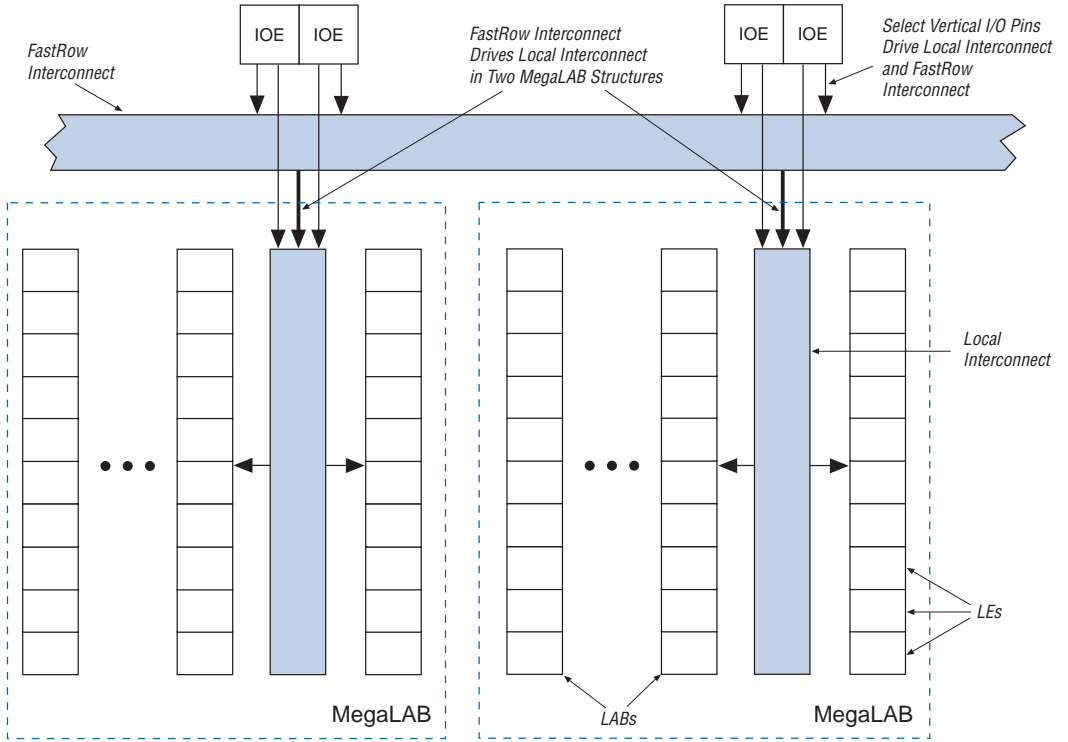 IOE
IOE
FastRow
Interconnect
FastRow Interconnect
Drives Local Interconnect
in Two MegaLAB Structures
IOE
IOE
Select Vertical I/O Pins
Drive Local Interconnect
and FastRow
Interconnect
Local
Interconnect
LEs
LABs
MegaLAB
MegaLAB